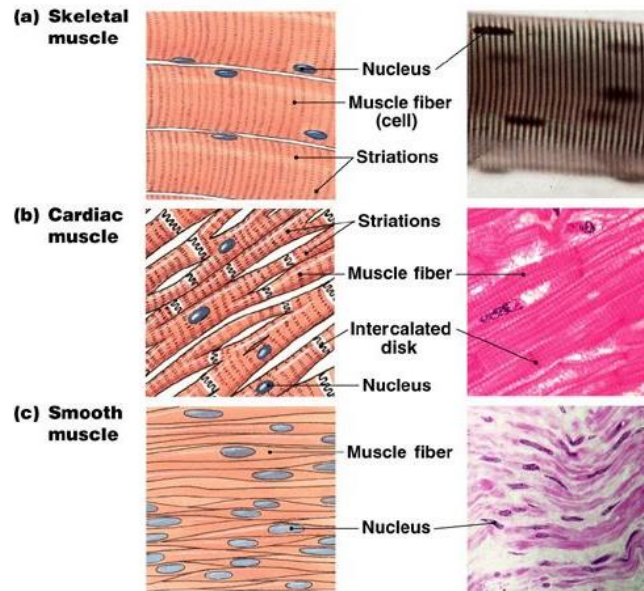 (a) Skeletal
muscle
Nucleus
Muscle fiber
(cell)
Striations
(b) Cardiac
muscle
Striations
Muscle fiber
Intercalated
disk
Nucleus
(c) Smooth
muscle
Muscle fiber
Nucleus